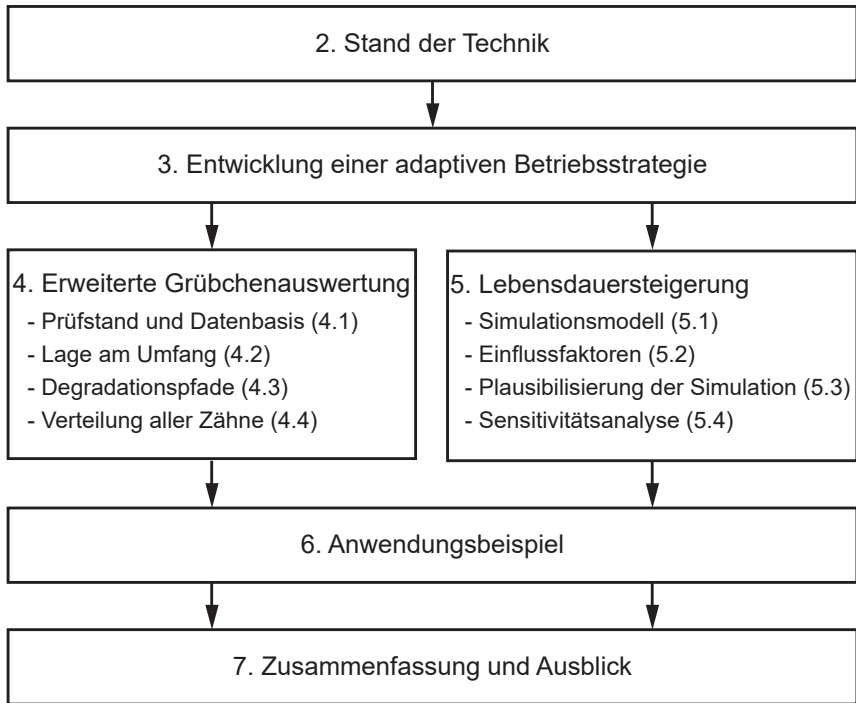 2. Stand der Technik
3. Entwicklung einer adaptiven Betriebsstrategie
4. Erweiterte Grübchenauswertung
- Prüfstand und Datenbasis (4.1)
- Lage am Umfang (4.2)
- Degradationspfade (4.3)
- Verteilung aller Zähne (4.4)
5. Lebensdauersteigerung
- Simulationsmodell (5.1)
- Einflussfaktoren (5.2)
- Plausibilisierung der Simulation (5.3)
- Sensitivitätsanalyse (5.4)
6. Anwendungsbeispiel
7. Zusammenfassung und Ausblick